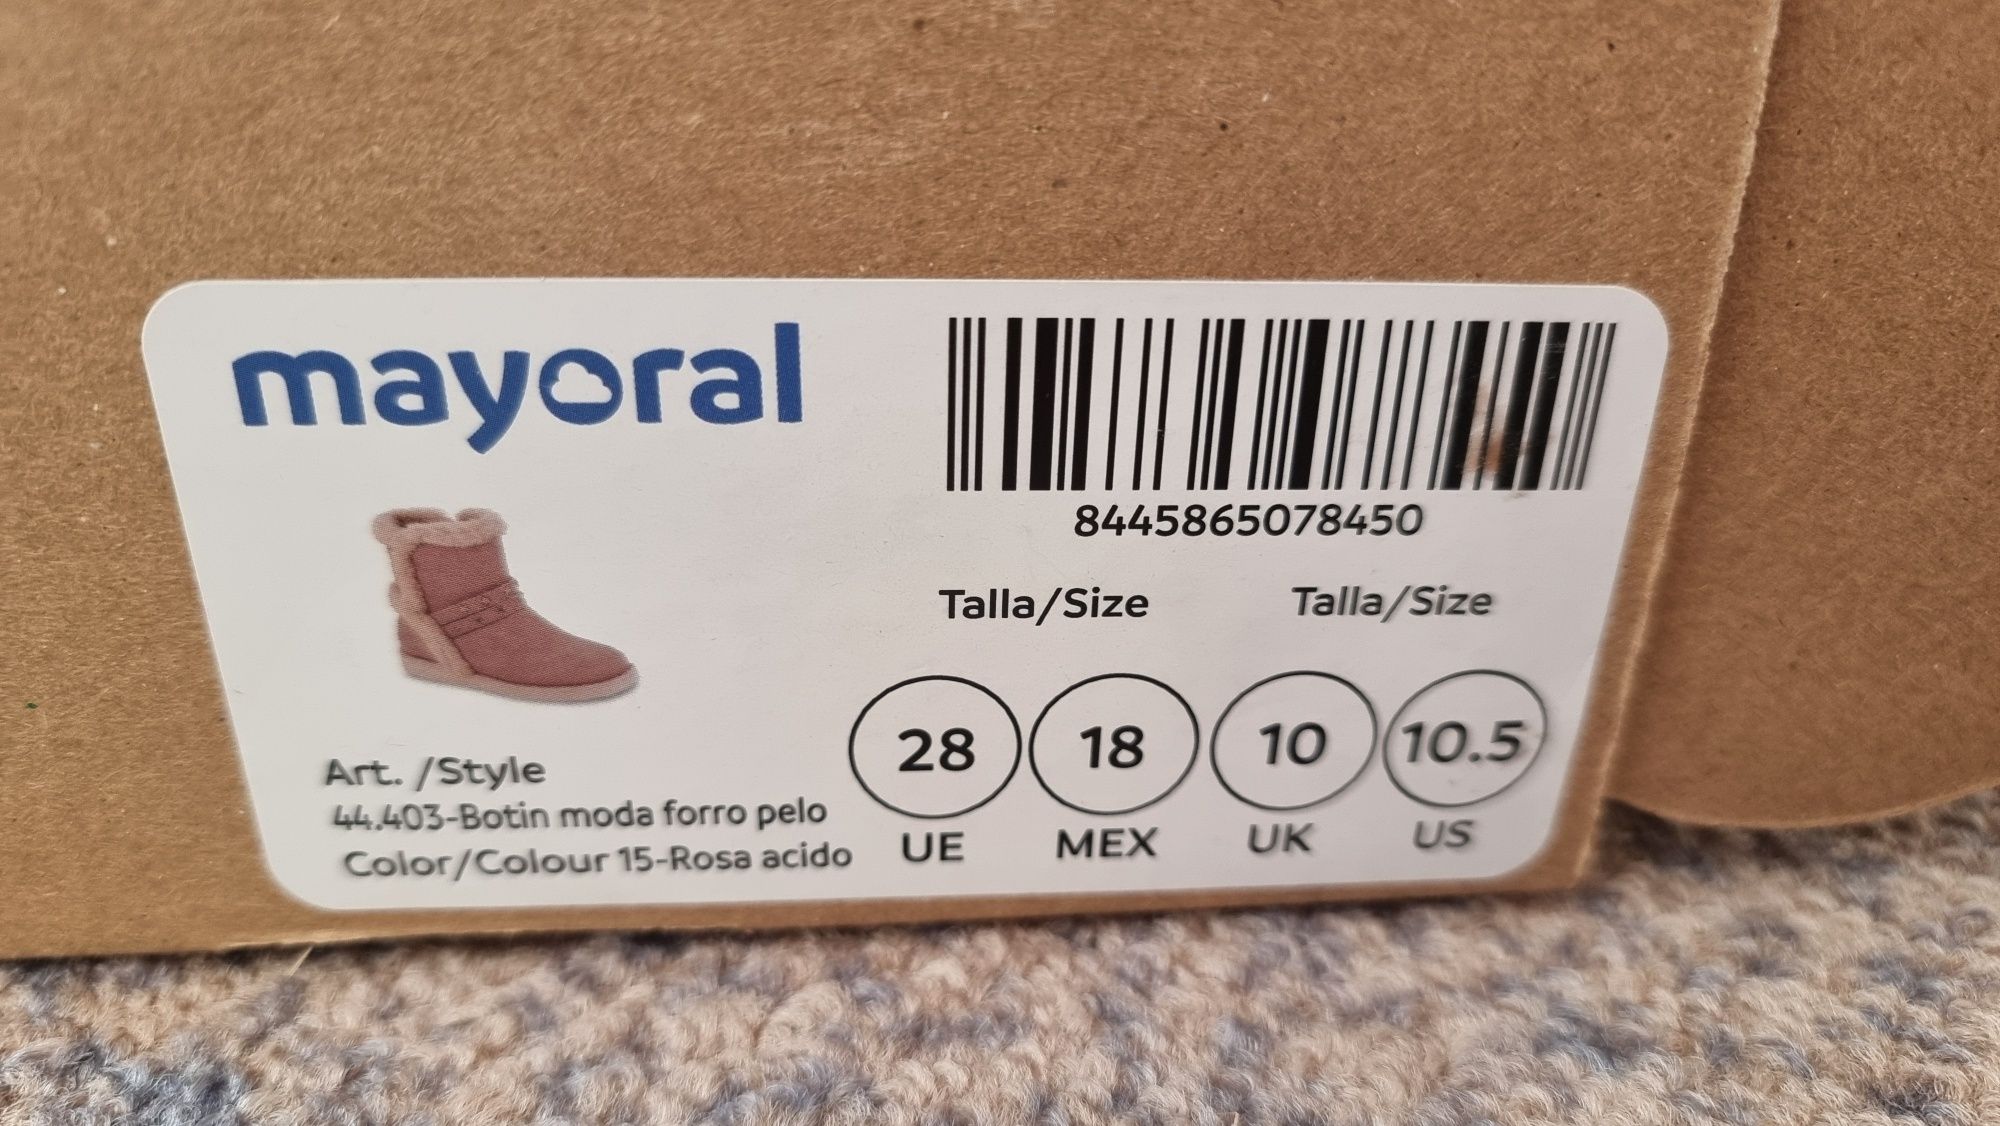 mayoral
8445865078450
Talla/Size Talla/Size
28 18 10 10.5
UE MEX UK US
Art. /Style
44.403-Botin moda forro pelo
Color/Colour 15-Rosa acido